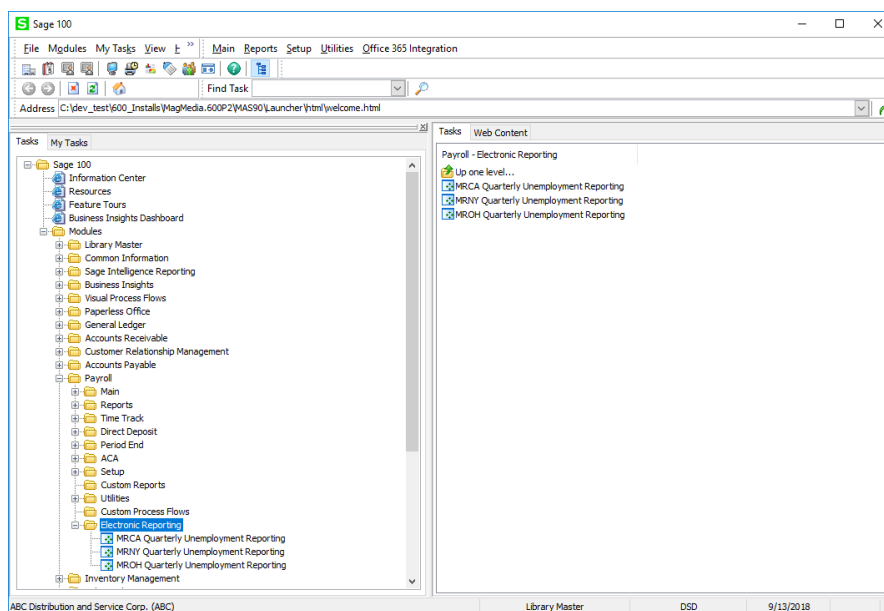 Sage 100
File Modules My Tasks View H » Main Reports Setup Utilities Office 365 Integration
Find Task
Address C:\dev_test\600_Installs\MagMedia.600P2\MAS90\Launcher\html\welcome.html
Tasks My Tasks
Sage 100
Information Center
Resources
Feature Tours
Business Insights Dashboard
Modules
Library Master
Common Information
Sage Intelligence Reporting
Business Insights
Visual Process Flows
Paperless Office
General Ledger
Accounts Receivable
Customer Relationship Management
Accounts Payable
Payroll
Main
Reports
Time Track
Direct Deposit
Period End
ACA
Setup
Custom Reports
Utilities
Custom Process Flows
Electronic Reporting
MRCA Quarterly Unemployment Reporting
MRNY Quarterly Unemployment Reporting
MROH Quarterly Unemployment Reporting
Inventory Management
Tasks Web Content
Payroll - Electronic Reporting
Up one level...
MRCA Quarterly Unemployment Reporting
MRNY Quarterly Unemployment Reporting
MROH Quarterly Unemployment Reporting
ABC Distribution and Service Corp. (ABC) Library Master DSD 9/13/2018